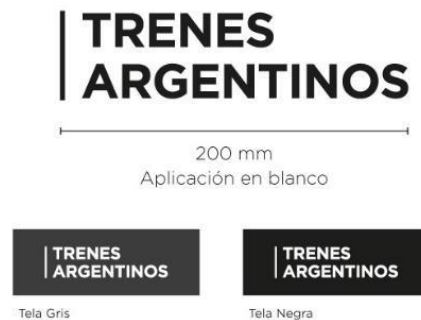 TRENES
ARGENTINOS
200 mm
Aplicación en blanco
TRENES
ARGENTINOS
TRENES
ARGENTINOS
Tela Gris
Tela Negra